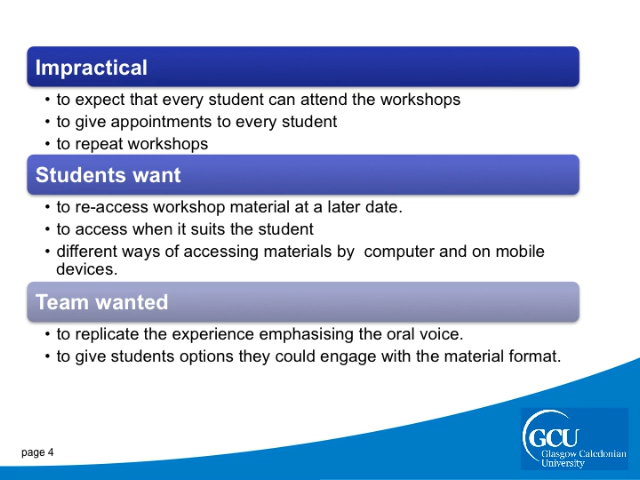 Impractical
• to expect that every student can attend the workshops
• to give appointments to every student
• to repeat workshops
Students want
• to re-access workshop material at a later date.
• to access when it suits the student
• different ways of accessing materials by  computer and on mobile
devices.
Team wanted
• to replicate the experience emphasising the oral voice.
• to give students options they could engage with the material format.
page 4
GCU
Glasgow Caledonian
University